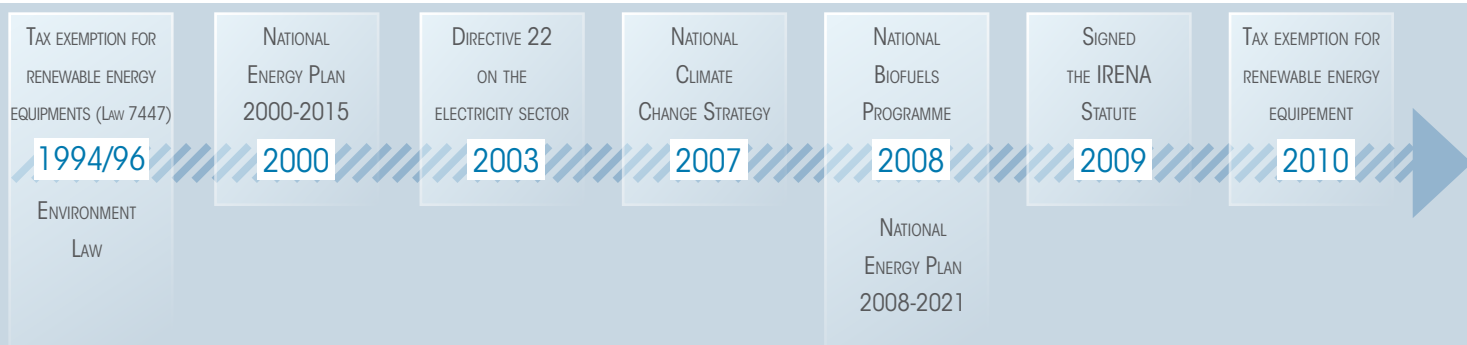 Tax exemption for
renewable energy
equipments (Law 7447)
1994/96
Environment
Law
National
Energy Plan
2000-2015
2000
Directive 22
on the
electricity sector
2003
National
Climate
Change Strategy
2007
National
Biofuels
Programme
2008
National
Energy Plan
2008-2021
Signed
the IRENA
Statute
2009
Tax exemption for
renewable energy
equipement
2010